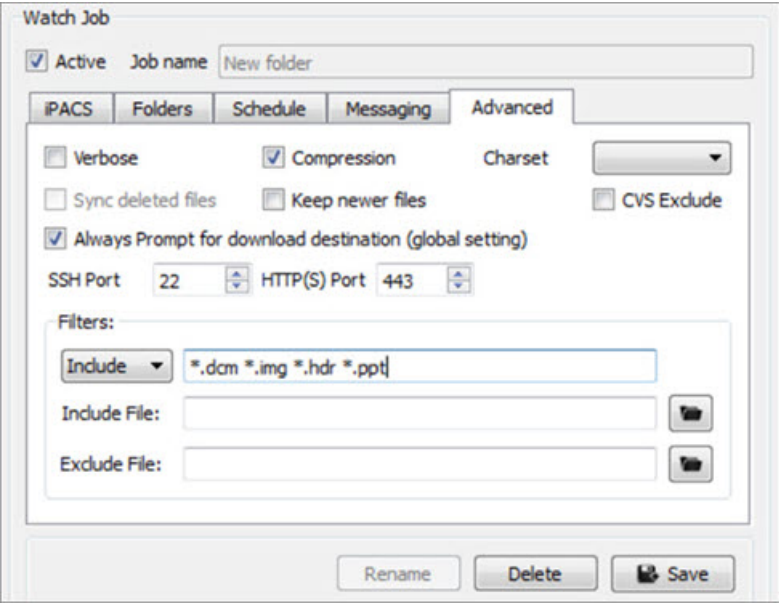 Watch Job
Active Job name New folder
iPACS Folders Schedule Messaging Advanced
Verbose Compression Charset
Sync deleted files Keep newer files CVS Exclude
Always Prompt for download destination (global setting)
SSH Port 22 HTTP(S) Port 443
Filters:
Include *.dcm *.img *.hdr *.ppt
Include File:
Exclude File:
Rename Delete Save